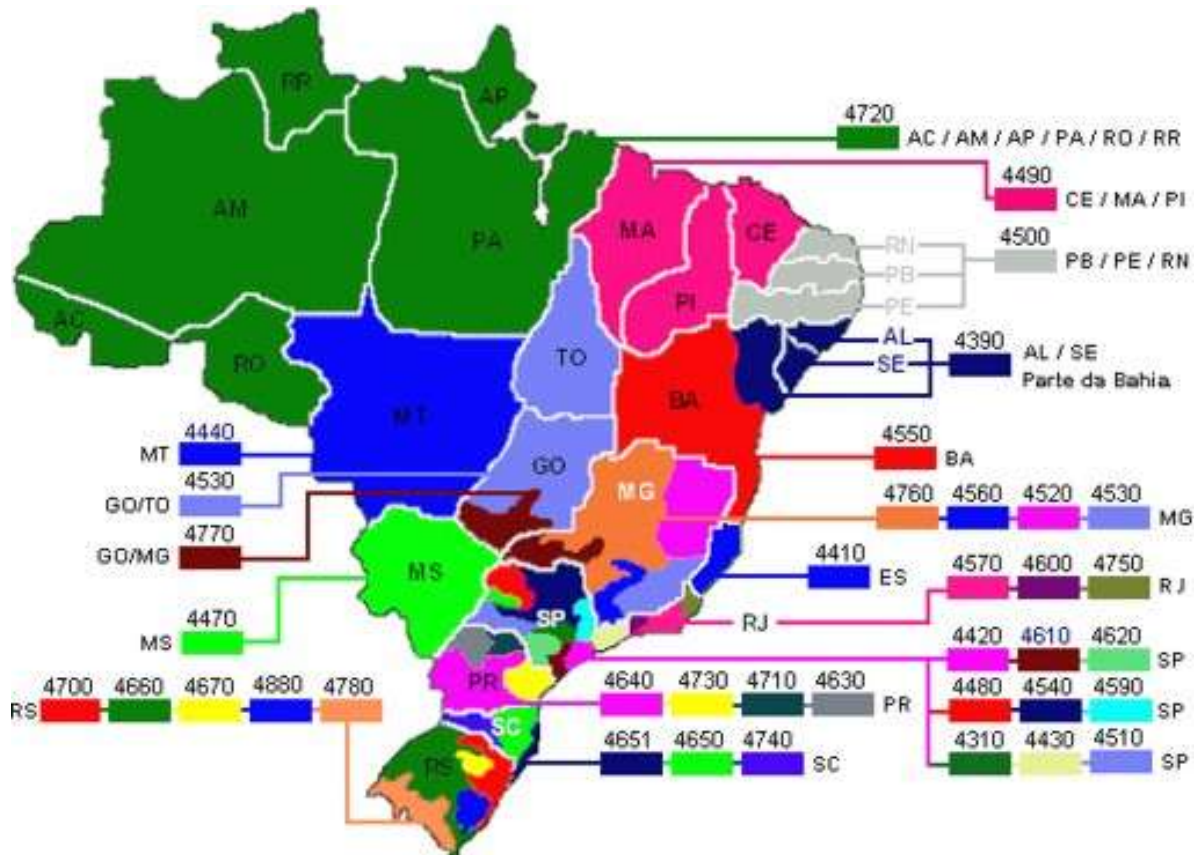 RR
AP
4720
AC / AM / AP / PA / RO / RR
4490
CE / MA / PI
AM
PA
MA
CE
RN
4500
PB / PE / RN
PB
PI
PE
AC
RO
TO
AL
SE
4390
AL / SE
Parte da Bahia
BA
MT
4440
MT
4530
GO/TO
4770
GO/MG
GO
MG
4550
BA
4760 4560 4520 4530
MG
4410
ES
MS
4570 4600 4750
RJ
RJ
4470
MS
SP
4420 4610 4620
SP
4480 4540 4590
SP
4310 4430 4510
SP
4700 4660 4670 4880 4780
RS
PR
4640 4730 4710 4630
PR
SC
4651 4650 4740
SC
RS